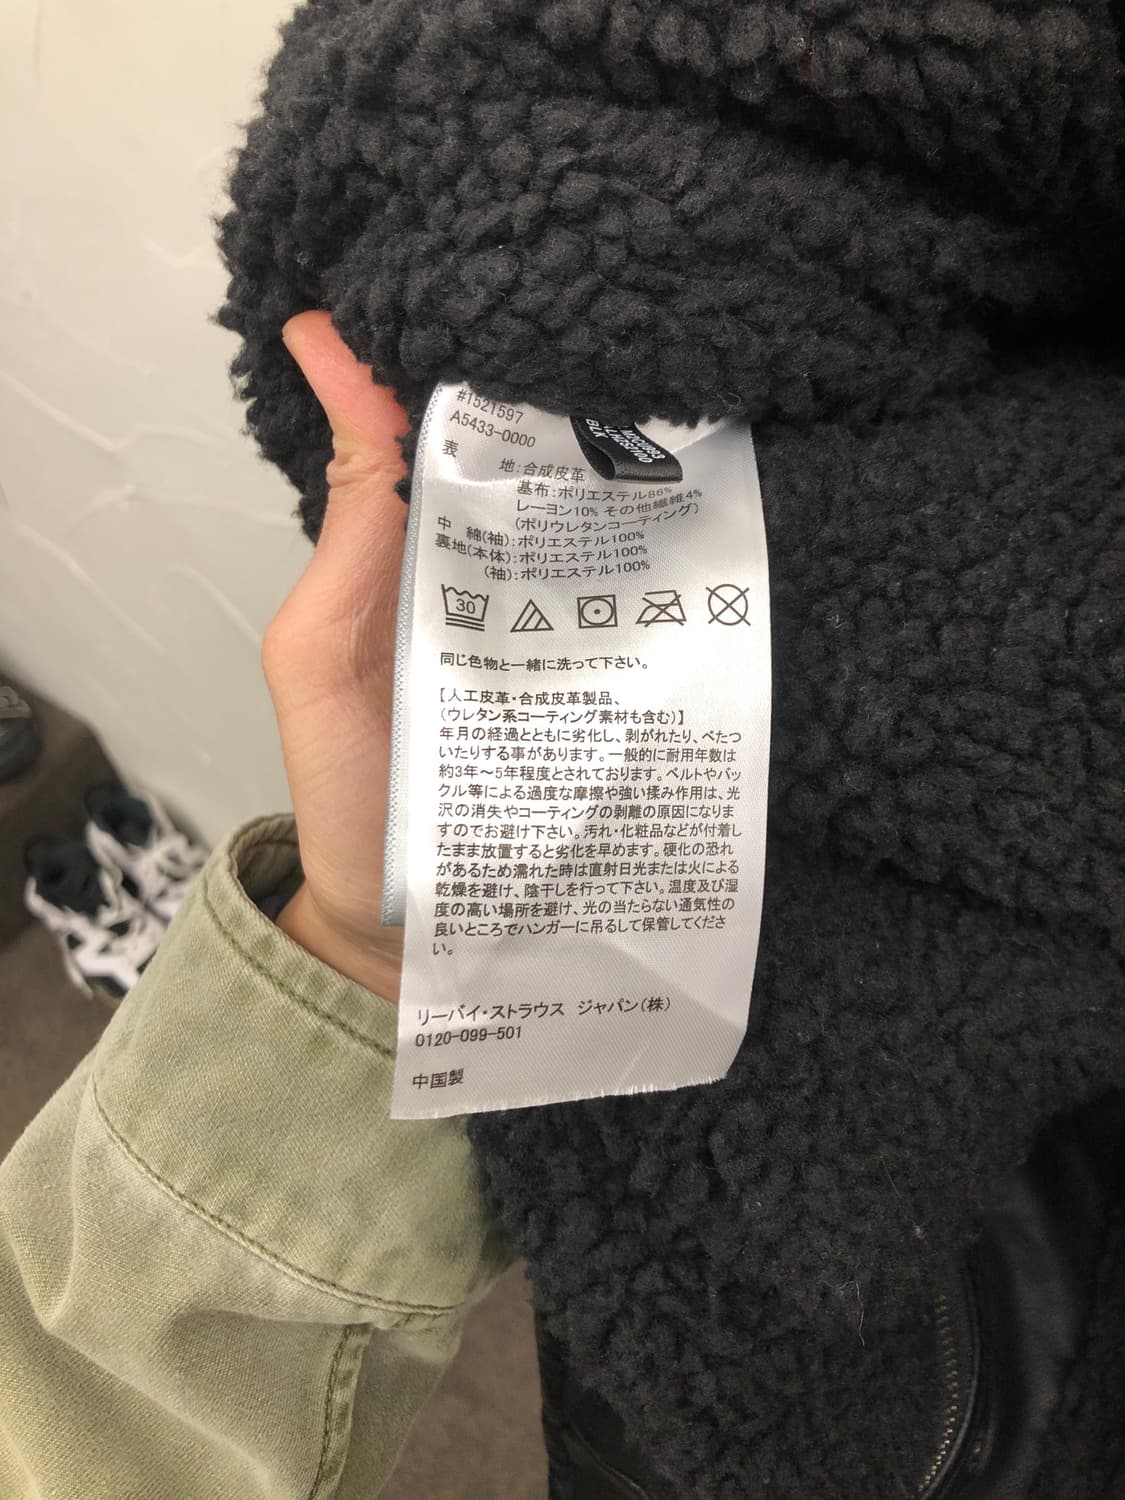 #1521597
A5433-0000
BLK
表 地:合成皮革
基布:ポリエステル86%
レーヨン10% その他繊維4%
(ポリウレタンコーティング)
中 綿(袖):ポリエステル100%
裏地(本体):ポリエステル100%
(袖):ポリエステル100%
30
同じ色物と一緒に洗って下さい。
【人工皮革・合成皮革製品、
(ウレタン系コーティング素材も含む)】
年月の経過とともに劣化し、剥がれたり、べたつ
いたりする事があります。一般的に耐用年数は
約3年～5年程度とされております。ベルトやバッ
クル等による過度な摩擦や強い揉み作用は、光
沢の消失やコーティングの剥離の原因になりま
すのでお避け下さい。汚れ・化粧品などが付着し
たまま放置すると劣化を早めます。硬化の恐れ
があるため濡れた時は直射日光または火による
乾燥を避け、陰干しを行って下さい。温度及び湿
度の高い場所を避け、光の当たらない通気性の
良いところでハンガーに吊るして保管してくださ
い。
リーバイ・ストラウス ジャパン(株)
0120-099-501
中国製